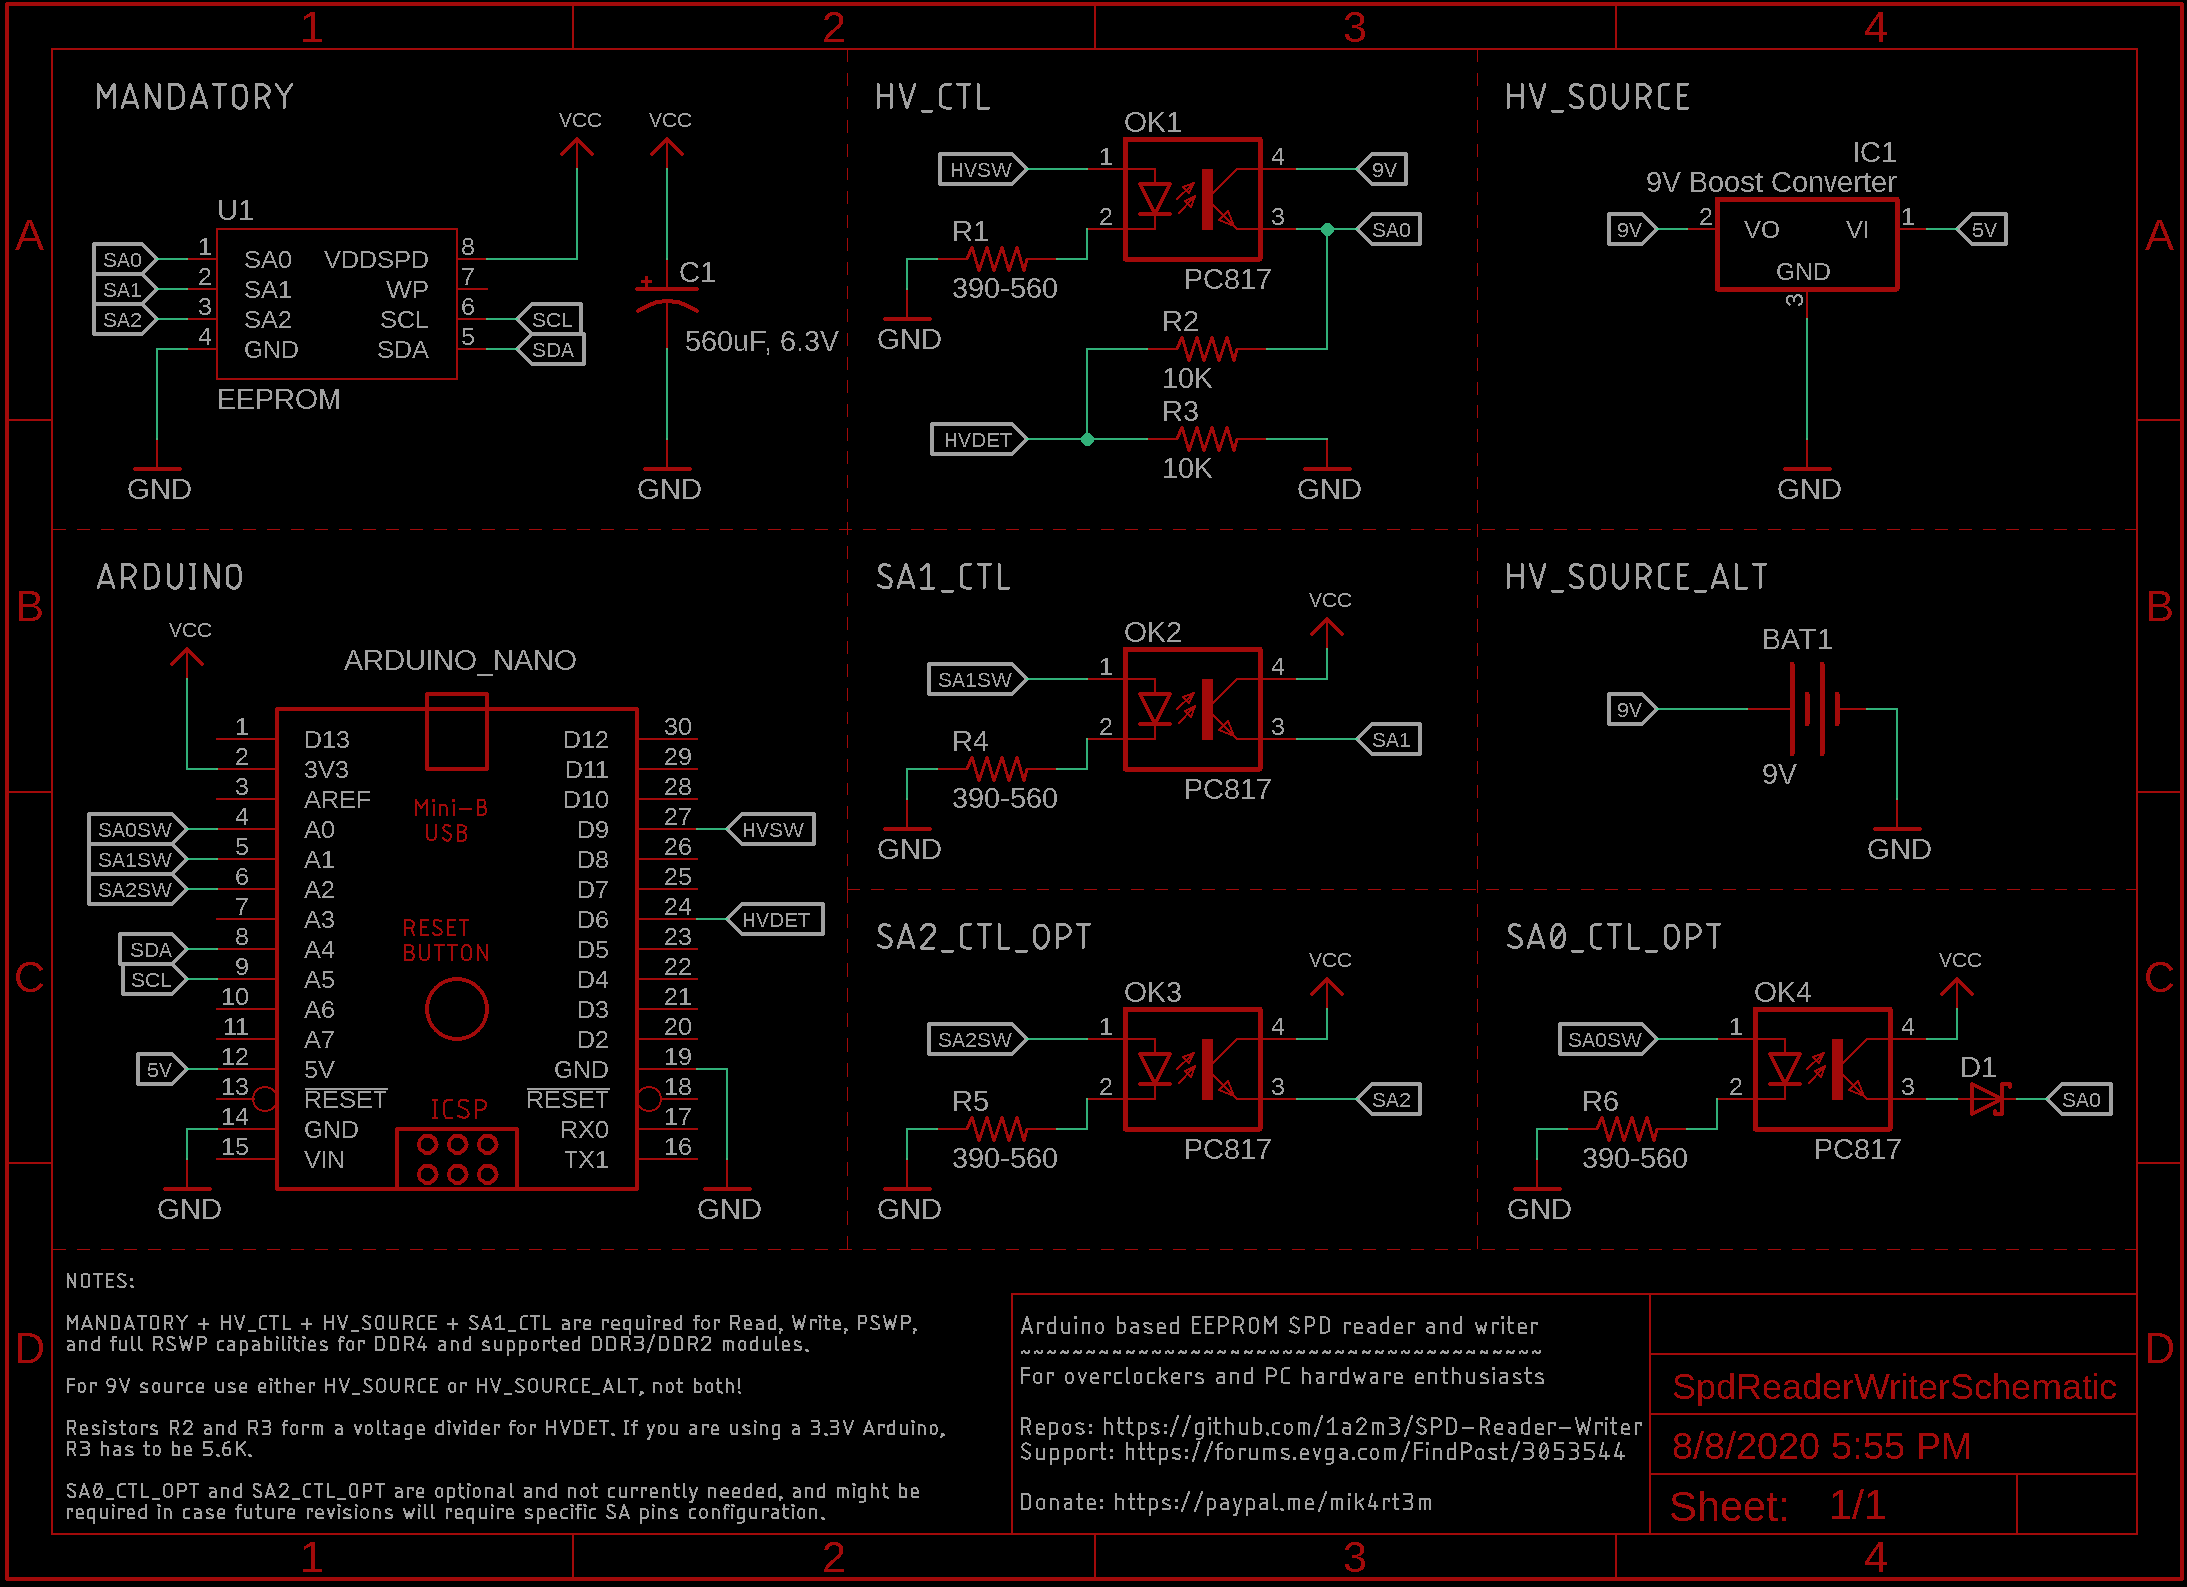 1 2 3 4
A A
B B
C C
D D
MANDATORY
VCC VCC
U1
SA0 1 SA0 VDDSPD 8
SA1 2 SA1 WP 7
SA2 3 SA2 SCL 6 SCL
4 GND SDA 5 SDA
EEPROM
+ C1
560uF, 6.3V
GND GND
HV_CTL
OK1
HVSW 1 4 9V
2 3 SA0
R1
390-560
PC817
GND
R2
10K
R3
HVDET
10K
GND
HV_SOURCE
IC1
9V Boost Converter
9V 2 VO VI 1 5V
GND
3
GND
ARDUINO
VCC
ARDUINO_NANO
1 D13 D12 30
2 3V3 D11 29
3 AREF D10 28
SA0SW 4 A0 D9 27 HVSW
SA1SW 5 A1 D8 26
SA2SW 6 A2 D7 25
7 A3 D6 24 HVDET
SDA 8 A4 D5 23
SCL 9 A5 D4 22
10 A6 D3 21
11 A7 D2 20
5V 12 5V GND 19
13 RESET RESET 18
14 GND RX0 17
15 VIN TX1 16
Mini-B
USB
RESET
BUTTON
ICSP
GND GND
SA1_CTL
VCC
OK2
SA1SW 1 4
2 3 SA1
R4
390-560
PC817
GND
HV_SOURCE_ALT
BAT1
9V
9V
GND
SA2_CTL_OPT
VCC
OK3
SA2SW 1 4
2 3 SA2
R5
390-560
PC817
GND
SA0_CTL_OPT
VCC
OK4
SA0SW 1 4
2 3 D1 SA0
R6
390-560
PC817
GND
NOTES:
MANDATORY + HV_CTL + HV_SOURCE + SA1_CTL are required for Read, Write, PSWP,
and full RSWP capabilities for DDR4 and supported DDR3/DDR2 modules.
For 9V source use either HV_SOURCE or HV_SOURCE_ALT, not both!
Resistors R2 and R3 form a voltage divider for HVDET. If you are using a 3.3V Arduino,
R3 has to be 5.6K.
SA0_CTL_OPT and SA2_CTL_OPT are optional and not currently needed, and might be
required in case future revisions will require specific SA pins configuration.
Arduino based EEPROM SPD reader and writer
~~~~~~~~~~~~~~~~~~~~~~~~~~~~~~~~~~~~~~~~
For overclockers and PC hardware enthusiasts
Repos: https://github.com/1a2m3/SPD-Reader-Writer
Support: https://forums.evga.com/FindPost/3053544
Donate: https://paypal.me/mik4rt3m
SpdReaderWriterSchematic
8/8/2020 5:55 PM
Sheet: 1/1
1 2 3 4